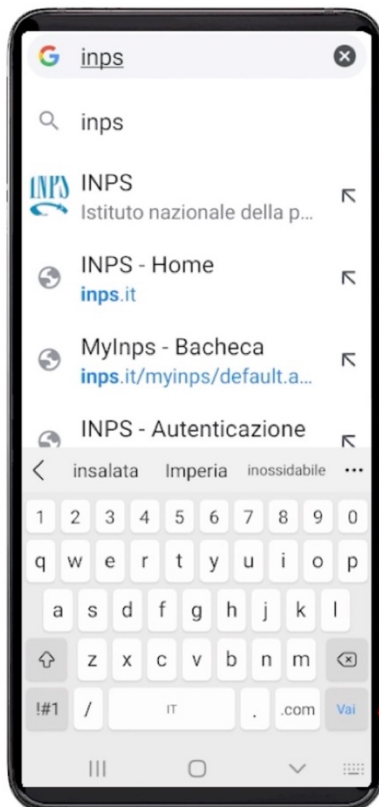 inps
inps
INPS INPS
Istituto nazionale della p...
INPS - Home
inps.it
MyInps - Bacheca
inps.it/myinps/default.a...
INPS - Autenticazione
insalata Imperia inossidabile
1 2 3 4 5 6 7 8 9 0
q w e r t y u i o p
a s d f g h j k l
z x c v b n m
!#1 / IT . .com Vai